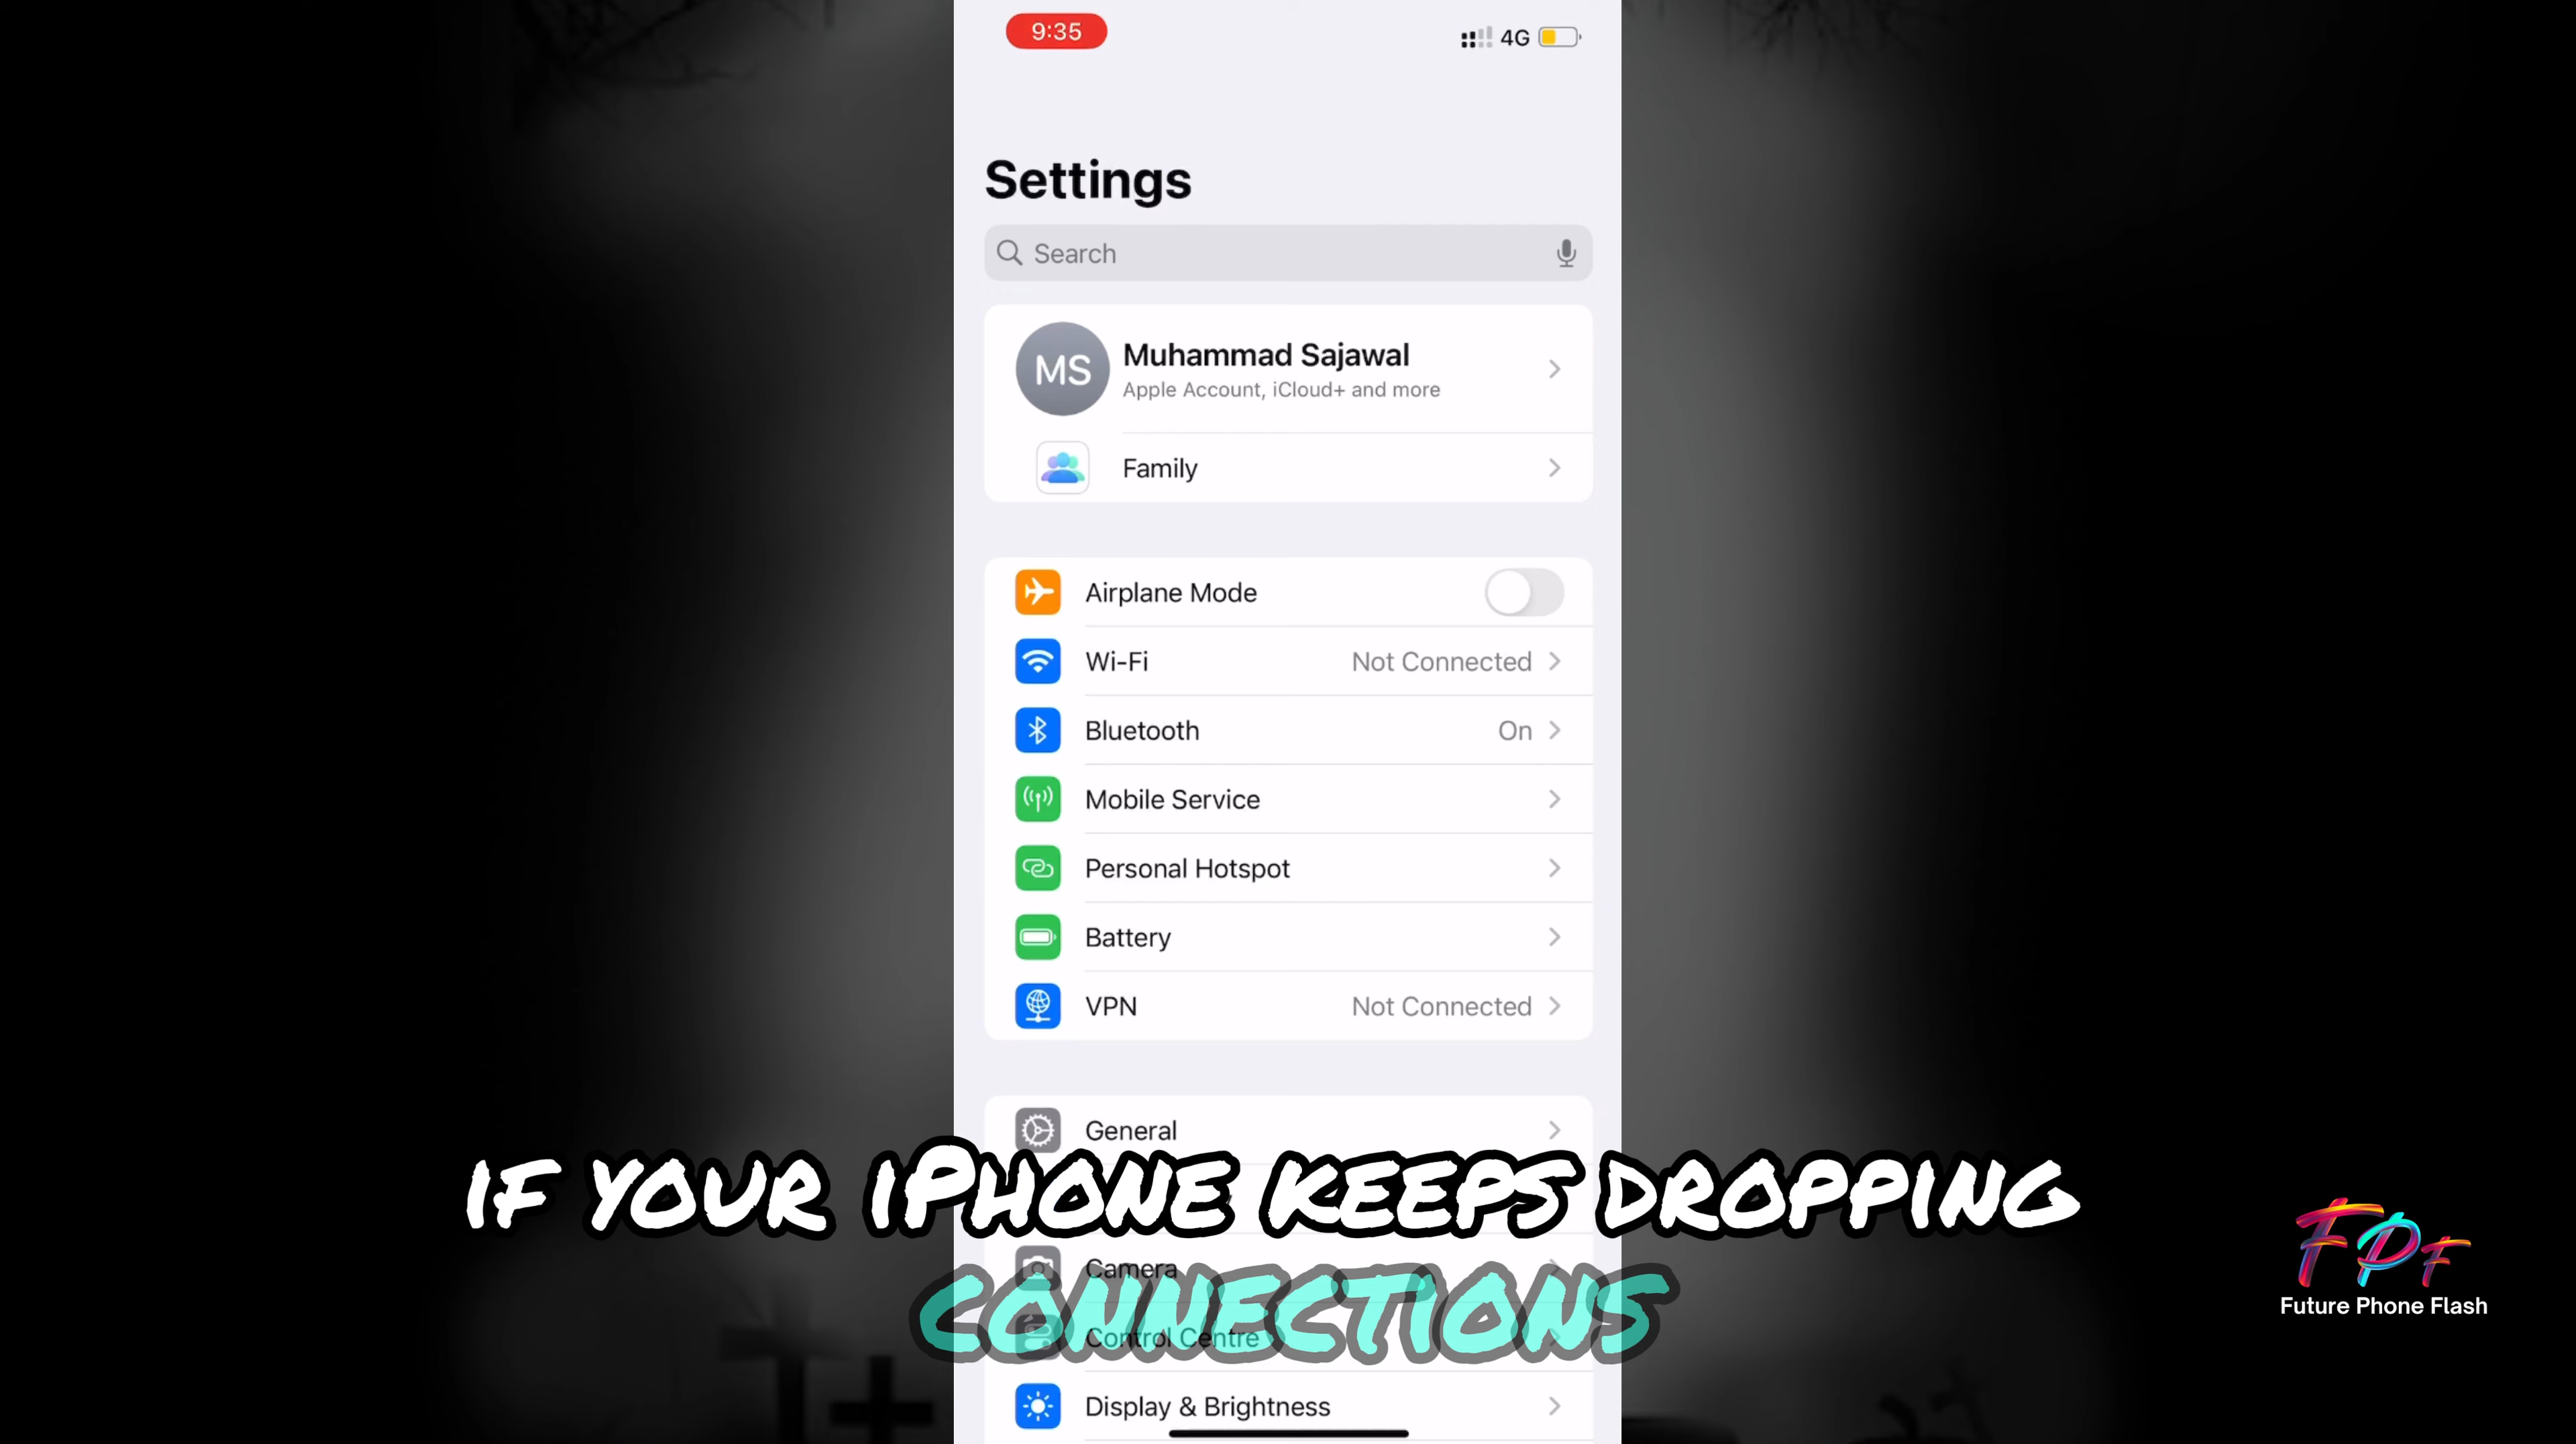 9:35
4G
Settings
Search
MS
Muhammad Sajawal
Apple Account, iCloud+ and more
Family
Airplane Mode
Wi-Fi
Not Connected
Bluetooth
On
Mobile Service
Personal Hotspot
Battery
VPN
Not Connected
General
IF YOUR iPHONE KEEPS DROPPING
Camera
CONNECTIONS
Control Centre
Display & Brightness
FPF
Future Phone Flash